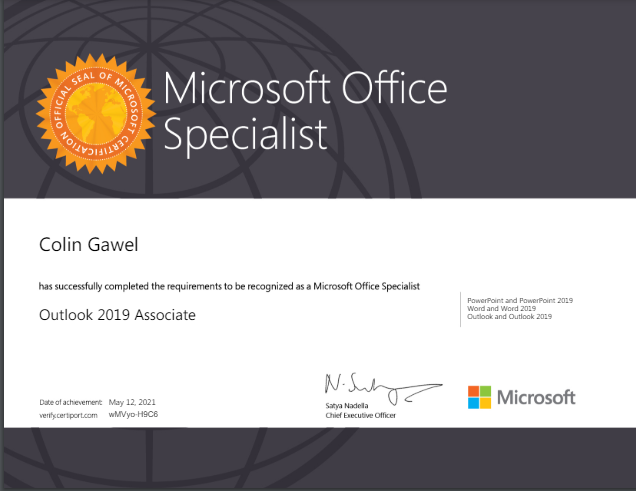 OFFICIAL SEAL OF MICROSOFT CERTIFICATION
Microsoft Office
Specialist
Colin Gawel
has successfully completed the requirements to be recognized as a Microsoft Office Specialist
Outlook 2019 Associate
PowerPoint and PowerPoint 2019
Word and Word 2019
Outlook and Outlook 2019
Date of achievement: May 12, 2021
verify.certiport.com wMVyo-H9C6
Satya Nadella
Chief Executive Officer
Microsoft